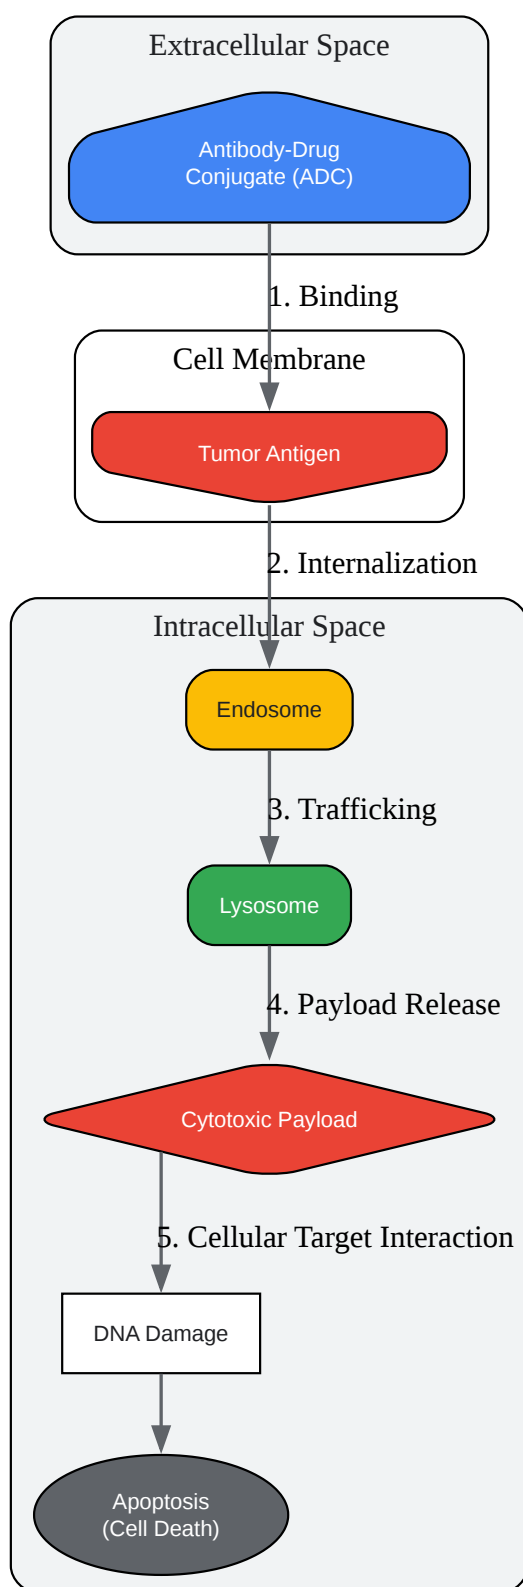 Extracellular Space
Antibody-Drug
Conjugate (ADC)
1. Binding
Cell Membrane
Tumor Antigen
2. Internalization
Intracellular Space
Endosome
3. Trafficking
Lysosome
4. Payload Release
Cytotoxic Payload
5. Cellular Target Interaction
DNA Damage
Apoptosis
(Cell Death)